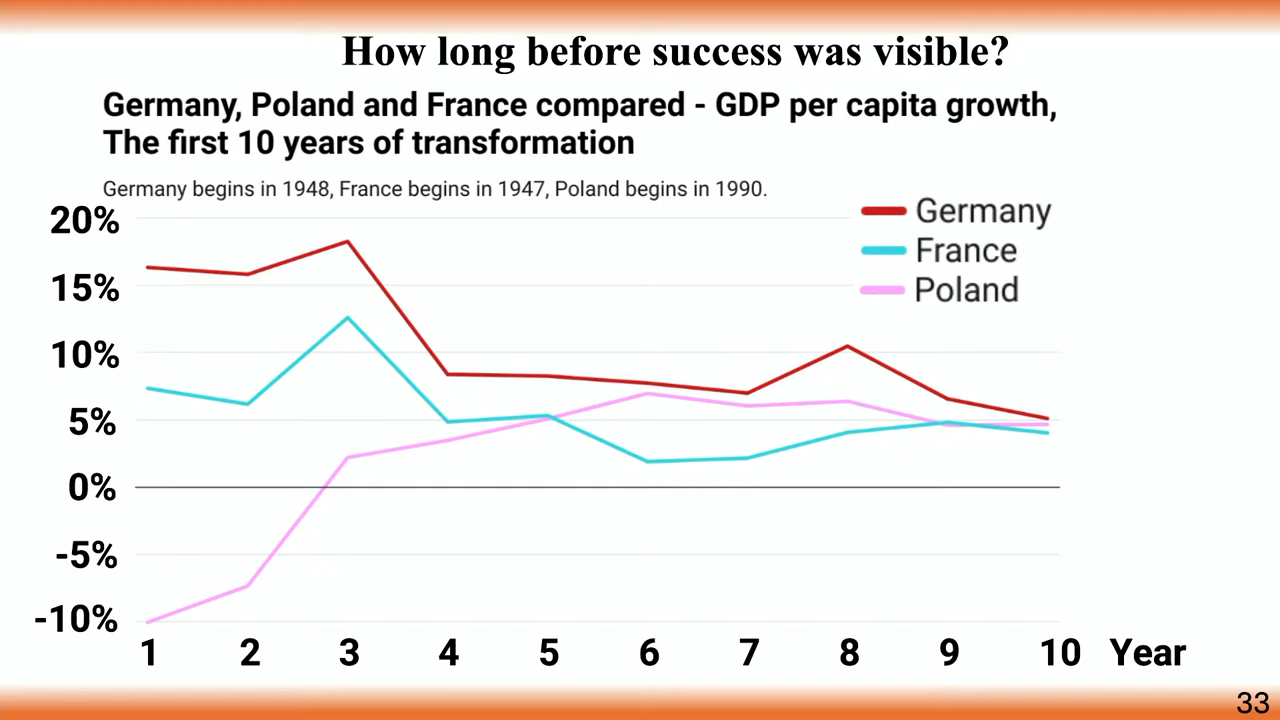 How long before success was visible?
Germany, Poland and France compared - GDP per capita growth,
The first 10 years of transformation
Germany begins in 1948, France begins in 1947, Poland begins in 1990.
Germany
France
Poland
20%
15%
10%
5%
0%
-5%
-10%
1 2 3 4 5 6 7 8 9 10 Year
33